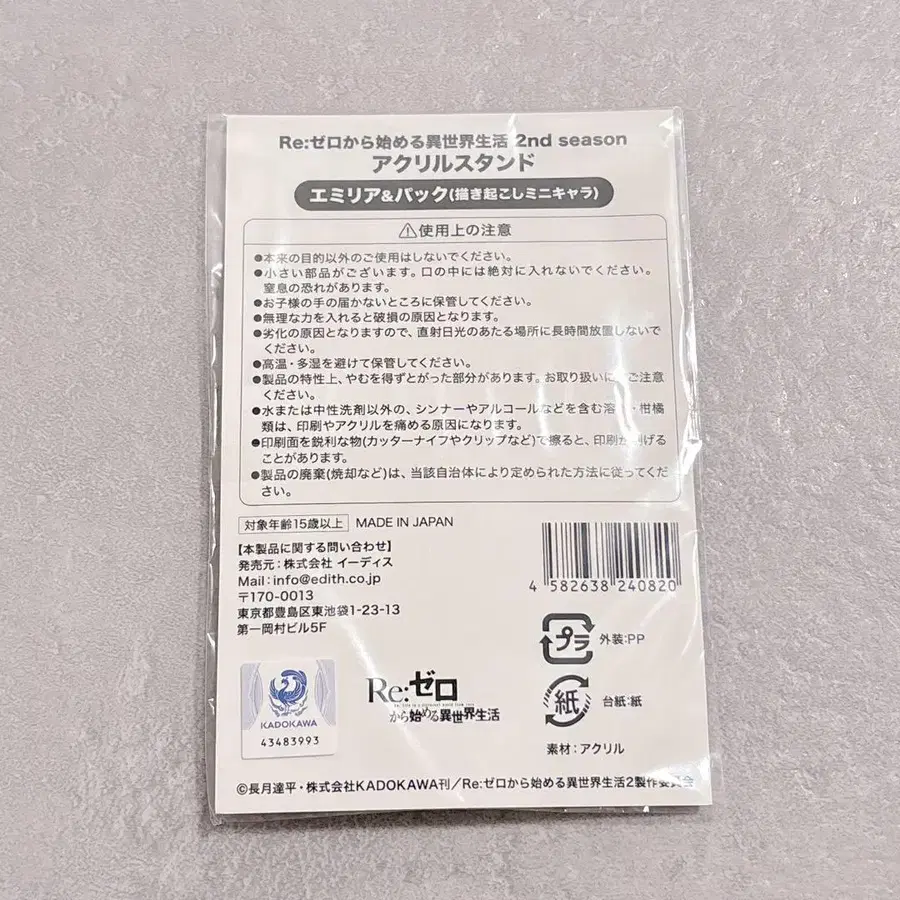 Re:ゼロから始める異世界生活 2nd season
アクリルスタンド
エミリア&パック(描き起こしミニキャラ)
使用上の注意
●本来の目的以外のご使用はしないでください。
●小さい部品がございます。口の中には絶対に入れないでください。
窒息の恐れがあります。
●お子様の手の届かないところに保管してください。
●無理な力を入れると破損の原因となります。
●劣化の原因となりますので、直射日光のあたる場所に長時間放置しないで
ください。
●高温・多湿を避けて保管してください。
●製品の特性上、やむを得ずとがった部分があります。お取り扱いに ご注意
ください。
●水または中性洗剤以外の、シンナーやアルコールなどを含む溶 ・柑橘
類は、印刷やアクリルを痛める原因になります。
●印刷面を鋭利な物(カッターナイフやクリップなど)で擦ると、印刷が げる
ことがあります。
●製品の廃棄(焼却など)は、当該自治体により定められた方法に従ってくだ
さい。
対象年齢15歳以上 MADE IN JAPAN
【本製品に関する問い合わせ】
発売元:株式会社 イーディス
Mail:info@edith.co.jp
〒170-0013
東京都豊島区東池袋1-23-13
第一岡村ビル5F
4 582638 240820
プラ 外装:PP
紙 台紙:紙
素材:アクリル
KADOKAWA
43483993
Re:ゼロ
Re: Life in a different world from zero
から始める異世界生活
©長月達平・株式会社KADOKAWA刊/Re:ゼロから始める異世界生活2製作委員会